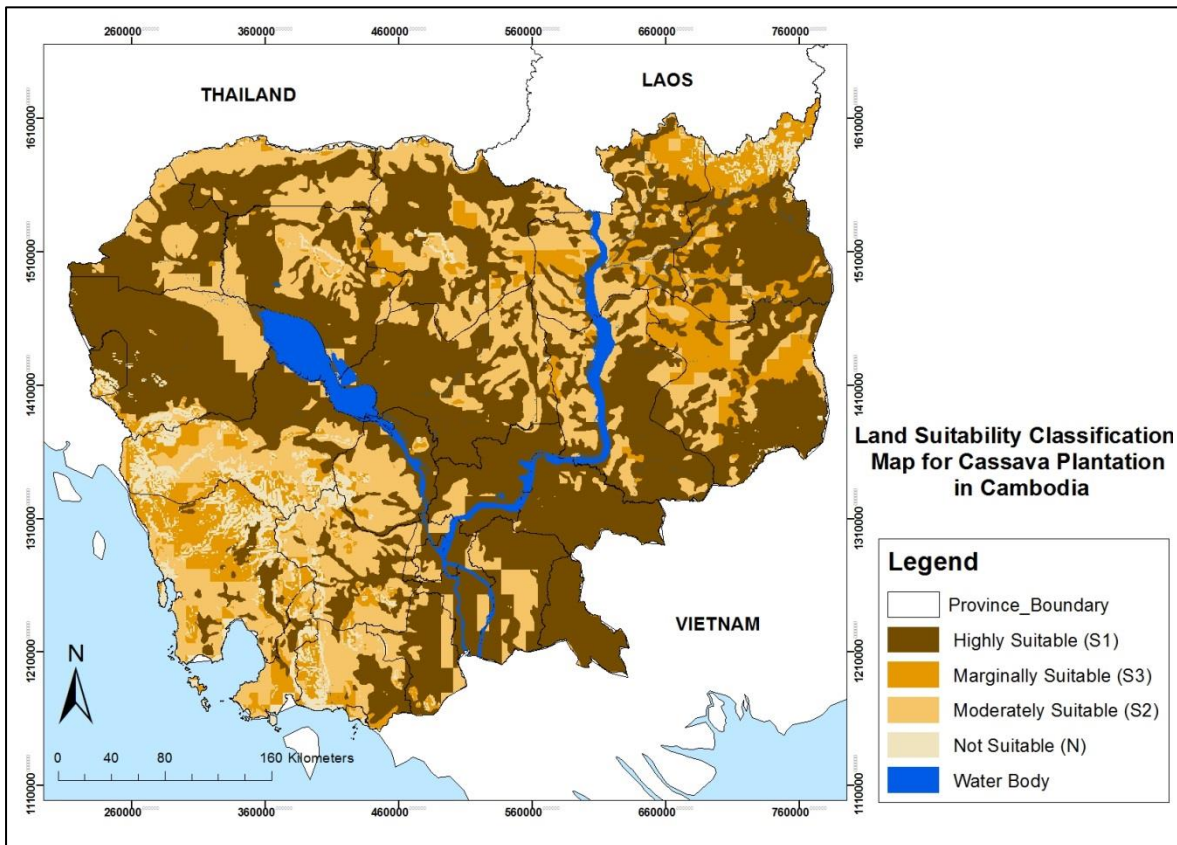 260000 360000 460000 560000 660000 760000
THAILAND
LAOS
1610000
1610000
1510000
1510000
1410000
1410000
1310000
1310000
1210000
1210000
1110000
1110000
VIETNAM
N
0 40 80 160 Kilometers
260000 360000 460000 560000 660000 760000
Land Suitability Classification
Map for Cassava Plantation
in Cambodia
Legend
Province_Boundary
Highly Suitable (S1)
Marginally Suitable (S3)
Moderately Suitable (S2)
Not Suitable (N)
Water Body